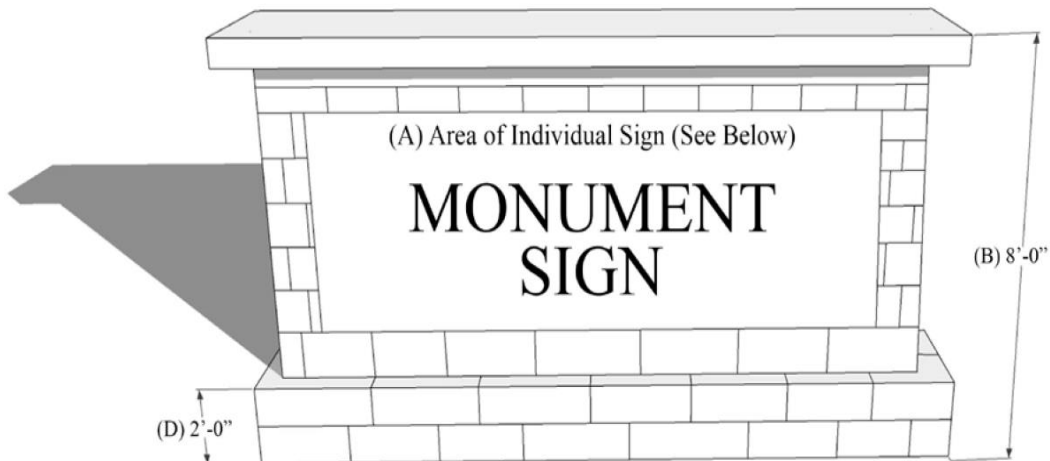 (A) Area of Individual Sign (See Below)
MONUMENT
SIGN
(B) 8’-0”
(D) 2’-0”